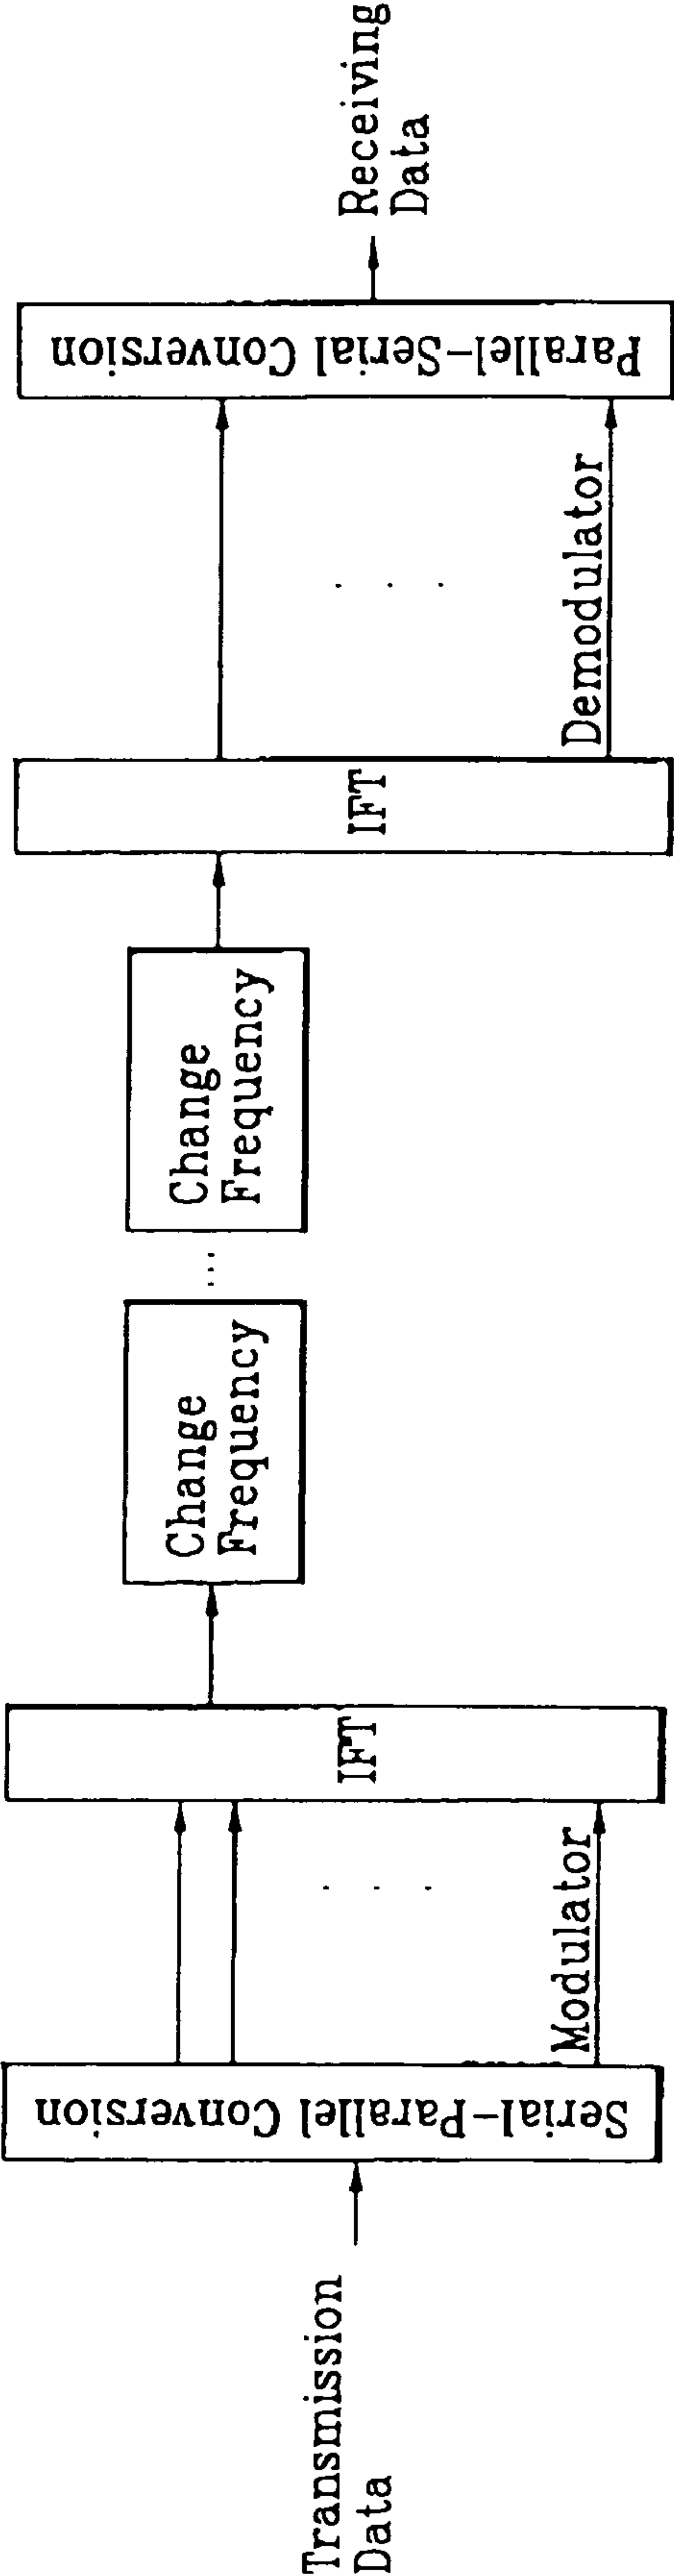 Transmission
Data
Serial-Parallel Conversion
Modulator
IFT
Change
Frequency
...
Change
Frequency
IFT
Demodulator
Parallel-Serial Conversion
Receiving
Data